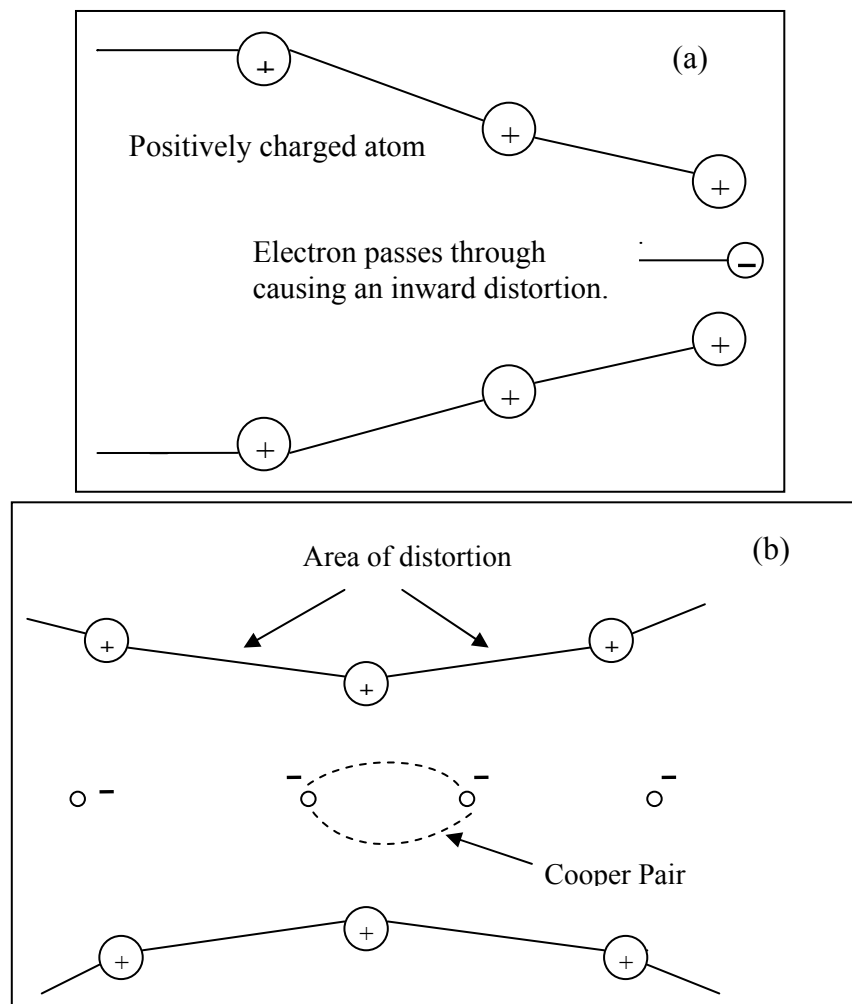 (a)
+
+
Positively charged atom
+
Electron passes through
causing an inward distortion.
−
+
+
+
(b)
Area of distortion
+
+
+
− − − −
Cooper Pair
+
+
+